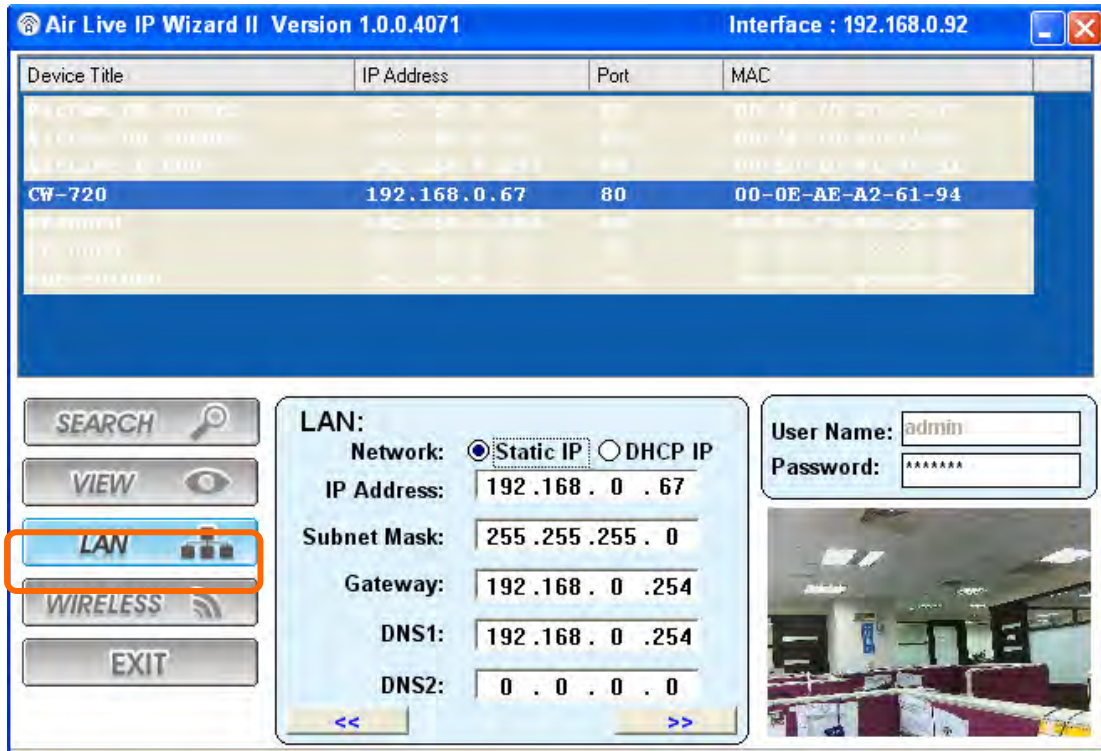 Air Live IP Wizard II Version 1.0.0.4071 Interface : 192.168.0.92
Device Title IP Address Port MAC
CW-720 192.168.0.67 80 00-0E-AE-A2-61-94
SEARCH
VIEW
LAN
WIRELESS
EXIT
LAN:
Network: Static IP DHCP IP
IP Address: 192 .168 . 0 . 67
Subnet Mask: 255 .255 .255 . 0
Gateway: 192 .168 . 0 .254
DNS1: 192 .168 . 0 .254
DNS2: 0 . 0 . 0 . 0
<< >>
User Name: admin
Password: *******